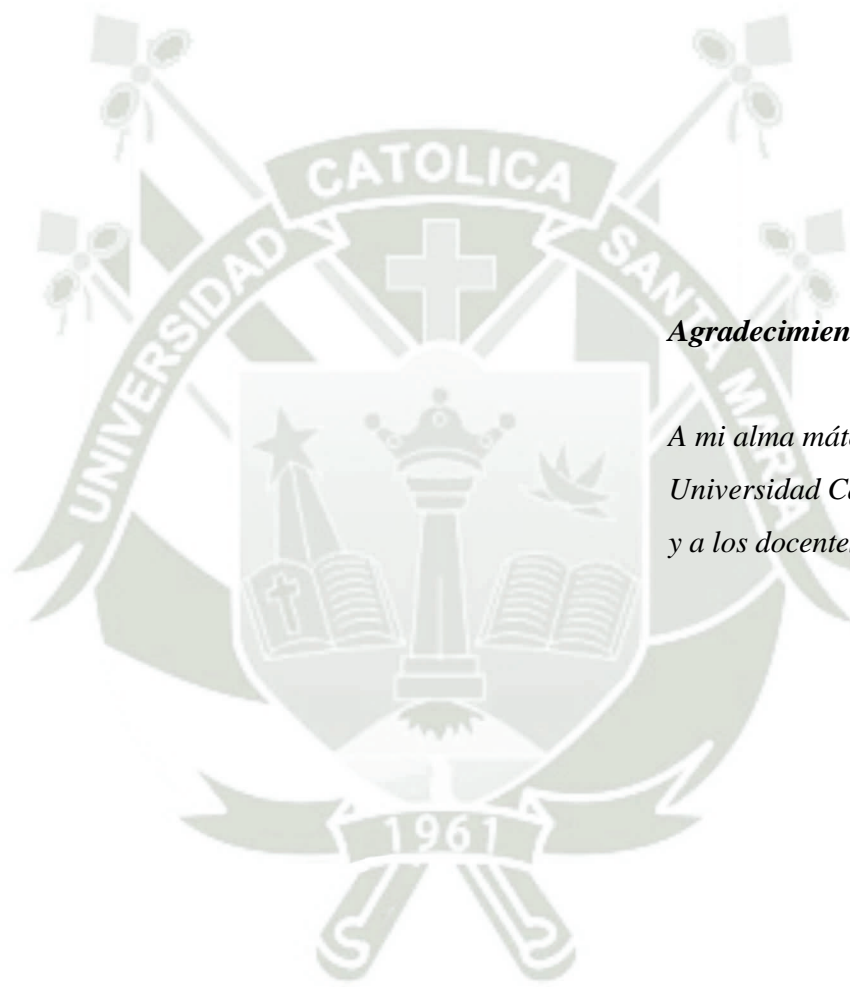 UNIVERSIDAD CATOLICA SANTA MARIA
Agradecimien
A mi alma mát
Universidad C
y a los docente
1961